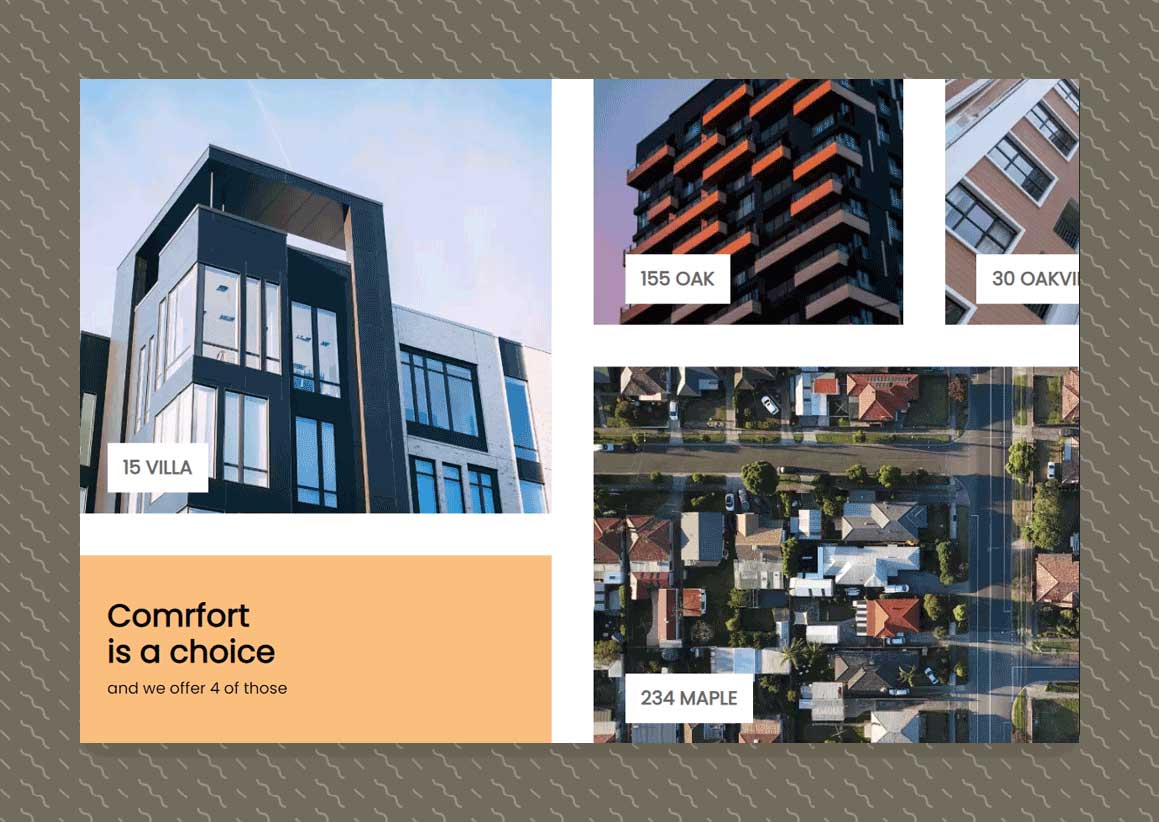 155 OAK
30 OAKVI
15 VILLA
Comrfort
is a choice
and we offer 4 of those
234 MAPLE